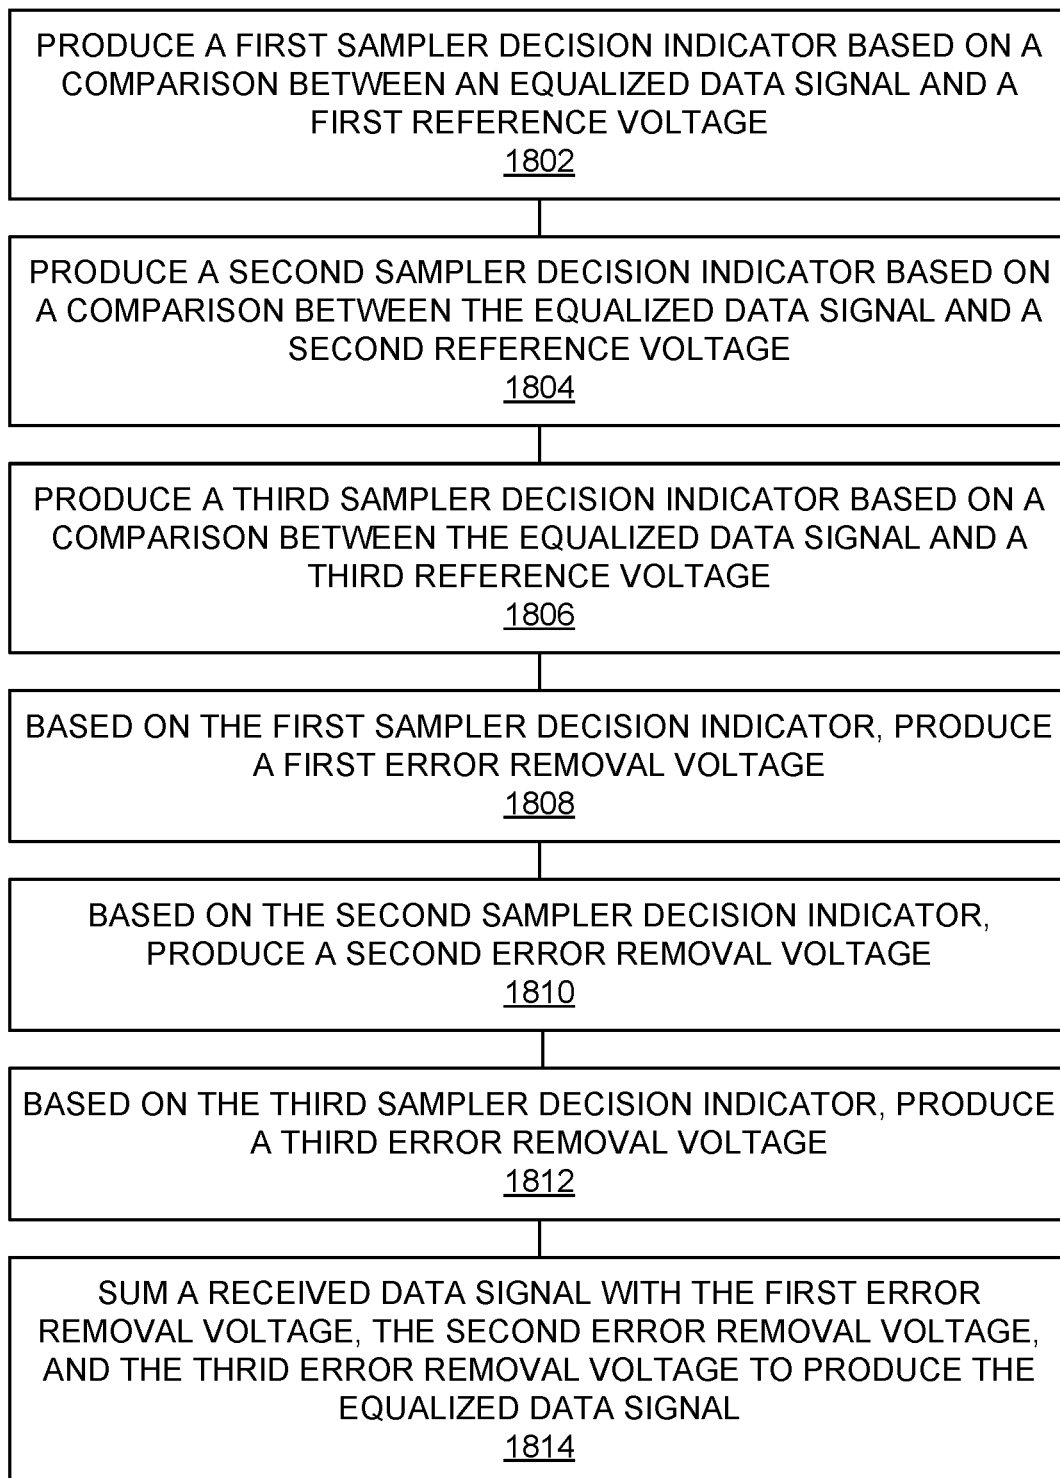 PRODUCE A FIRST SAMPLER DECISION INDICATOR BASED ON A
COMPARISON BETWEEN AN EQUALIZED DATA SIGNAL AND A
FIRST REFERENCE VOLTAGE
1802
PRODUCE A SECOND SAMPLER DECISION INDICATOR BASED ON
A COMPARISON BETWEEN THE EQUALIZED DATA SIGNAL AND A
SECOND REFERENCE VOLTAGE
1804
PRODUCE A THIRD SAMPLER DECISION INDICATOR BASED ON A
COMPARISON BETWEEN THE EQUALIZED DATA SIGNAL AND A
THIRD REFERENCE VOLTAGE
1806
BASED ON THE FIRST SAMPLER DECISION INDICATOR, PRODUCE
A FIRST ERROR REMOVAL VOLTAGE
1808
BASED ON THE SECOND SAMPLER DECISION INDICATOR,
PRODUCE A SECOND ERROR REMOVAL VOLTAGE
1810
BASED ON THE THIRD SAMPLER DECISION INDICATOR, PRODUCE
A THIRD ERROR REMOVAL VOLTAGE
1812
SUM A RECEIVED DATA SIGNAL WITH THE FIRST ERROR
REMOVAL VOLTAGE, THE SECOND ERROR REMOVAL VOLTAGE,
AND THE THRID ERROR REMOVAL VOLTAGE TO PRODUCE THE
EQUALIZED DATA SIGNAL
1814